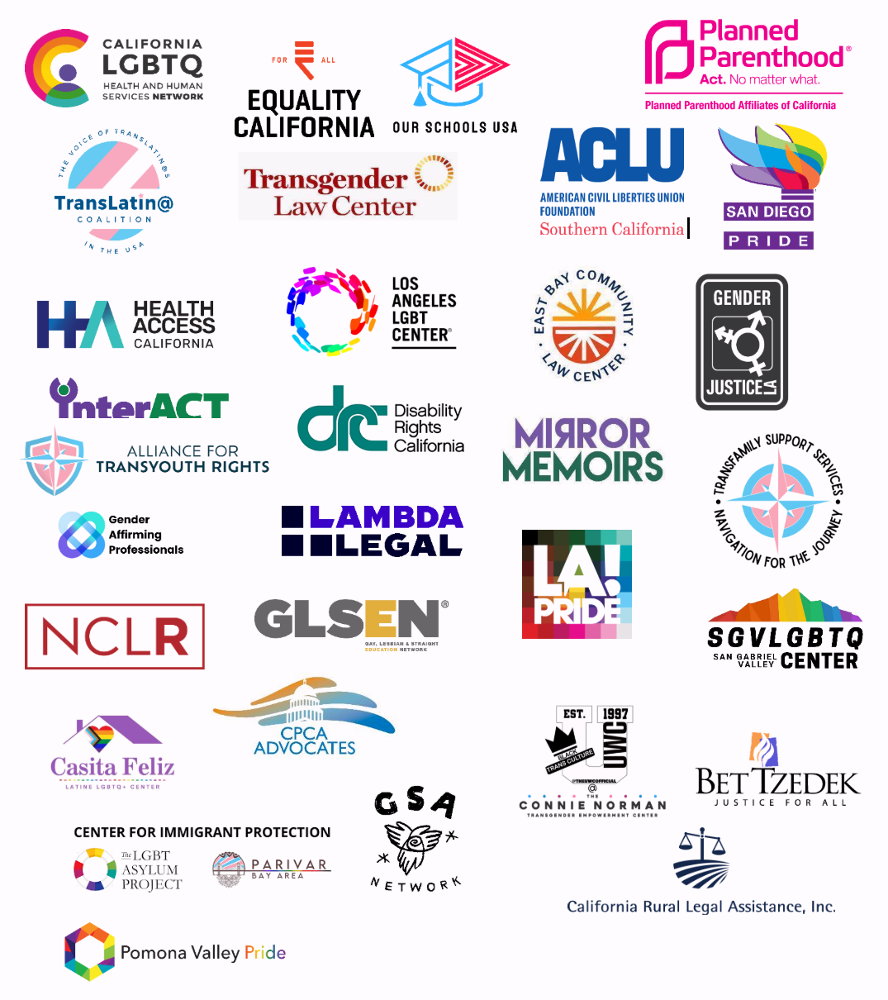 CALIFORNIA
LGBTQ
HEALTH AND HUMAN
SERVICES NETWORK
FOR ALL
EQUALITY
CALIFORNIA
OUR SCHOOLS USA
Planned
Parenthood®
Act. No matter what.
Planned Parenthood Affiliates of California
THE VOICE OF TRANSLATIN@S
TransLatin@
COALITION
IN THE USA
Transgender
Law Center
ACLU
AMERICAN CIVIL LIBERTIES UNION
FOUNDATION
Southern California
SAN DIEGO
PRIDE
HA HEALTH
ACCESS
CALIFORNIA
LOS
ANGELES
LGBT
CENTER®
EAST BAY COMMUNITY
LAW CENTER
GENDER
JUSTICE LA
interACT
drc Disability
Rights
California
MIRROR
MEMOIRS
ALLIANCE FOR
TRANSYOUTH RIGHTS
TRANSFAMILY SUPPORT SERVICES
NAVIGATION FOR THE JOURNEY
Gender
Affirming
Professionals
LAMBDA
LEGAL
LA!
PRIDE
NCLR
GLSEN®
GAY, LESBIAN & STRAIGHT
EDUCATION NETWORK
SGVLGBTQ
SAN GABRIEL
VALLEY CENTER
CPCA
ADVOCATES
Casita Feliz
LATINE LGBTQ+ CENTER
EST. 1997
U UWC
BLACK
TRANS CULTURE
@THEUWCOFFICIAL
@
THE
CONNIE NORMAN
TRANSGENDER EMPOWERMENT CENTER
BET TZEDEK
JUSTICE FOR ALL
GSA
NETWORK
CENTER FOR IMMIGRANT PROTECTION
The LGBT
ASYLUM
PROJECT
PARIVAR
BAY AREA
California Rural Legal Assistance, Inc.
Pomona Valley Pride